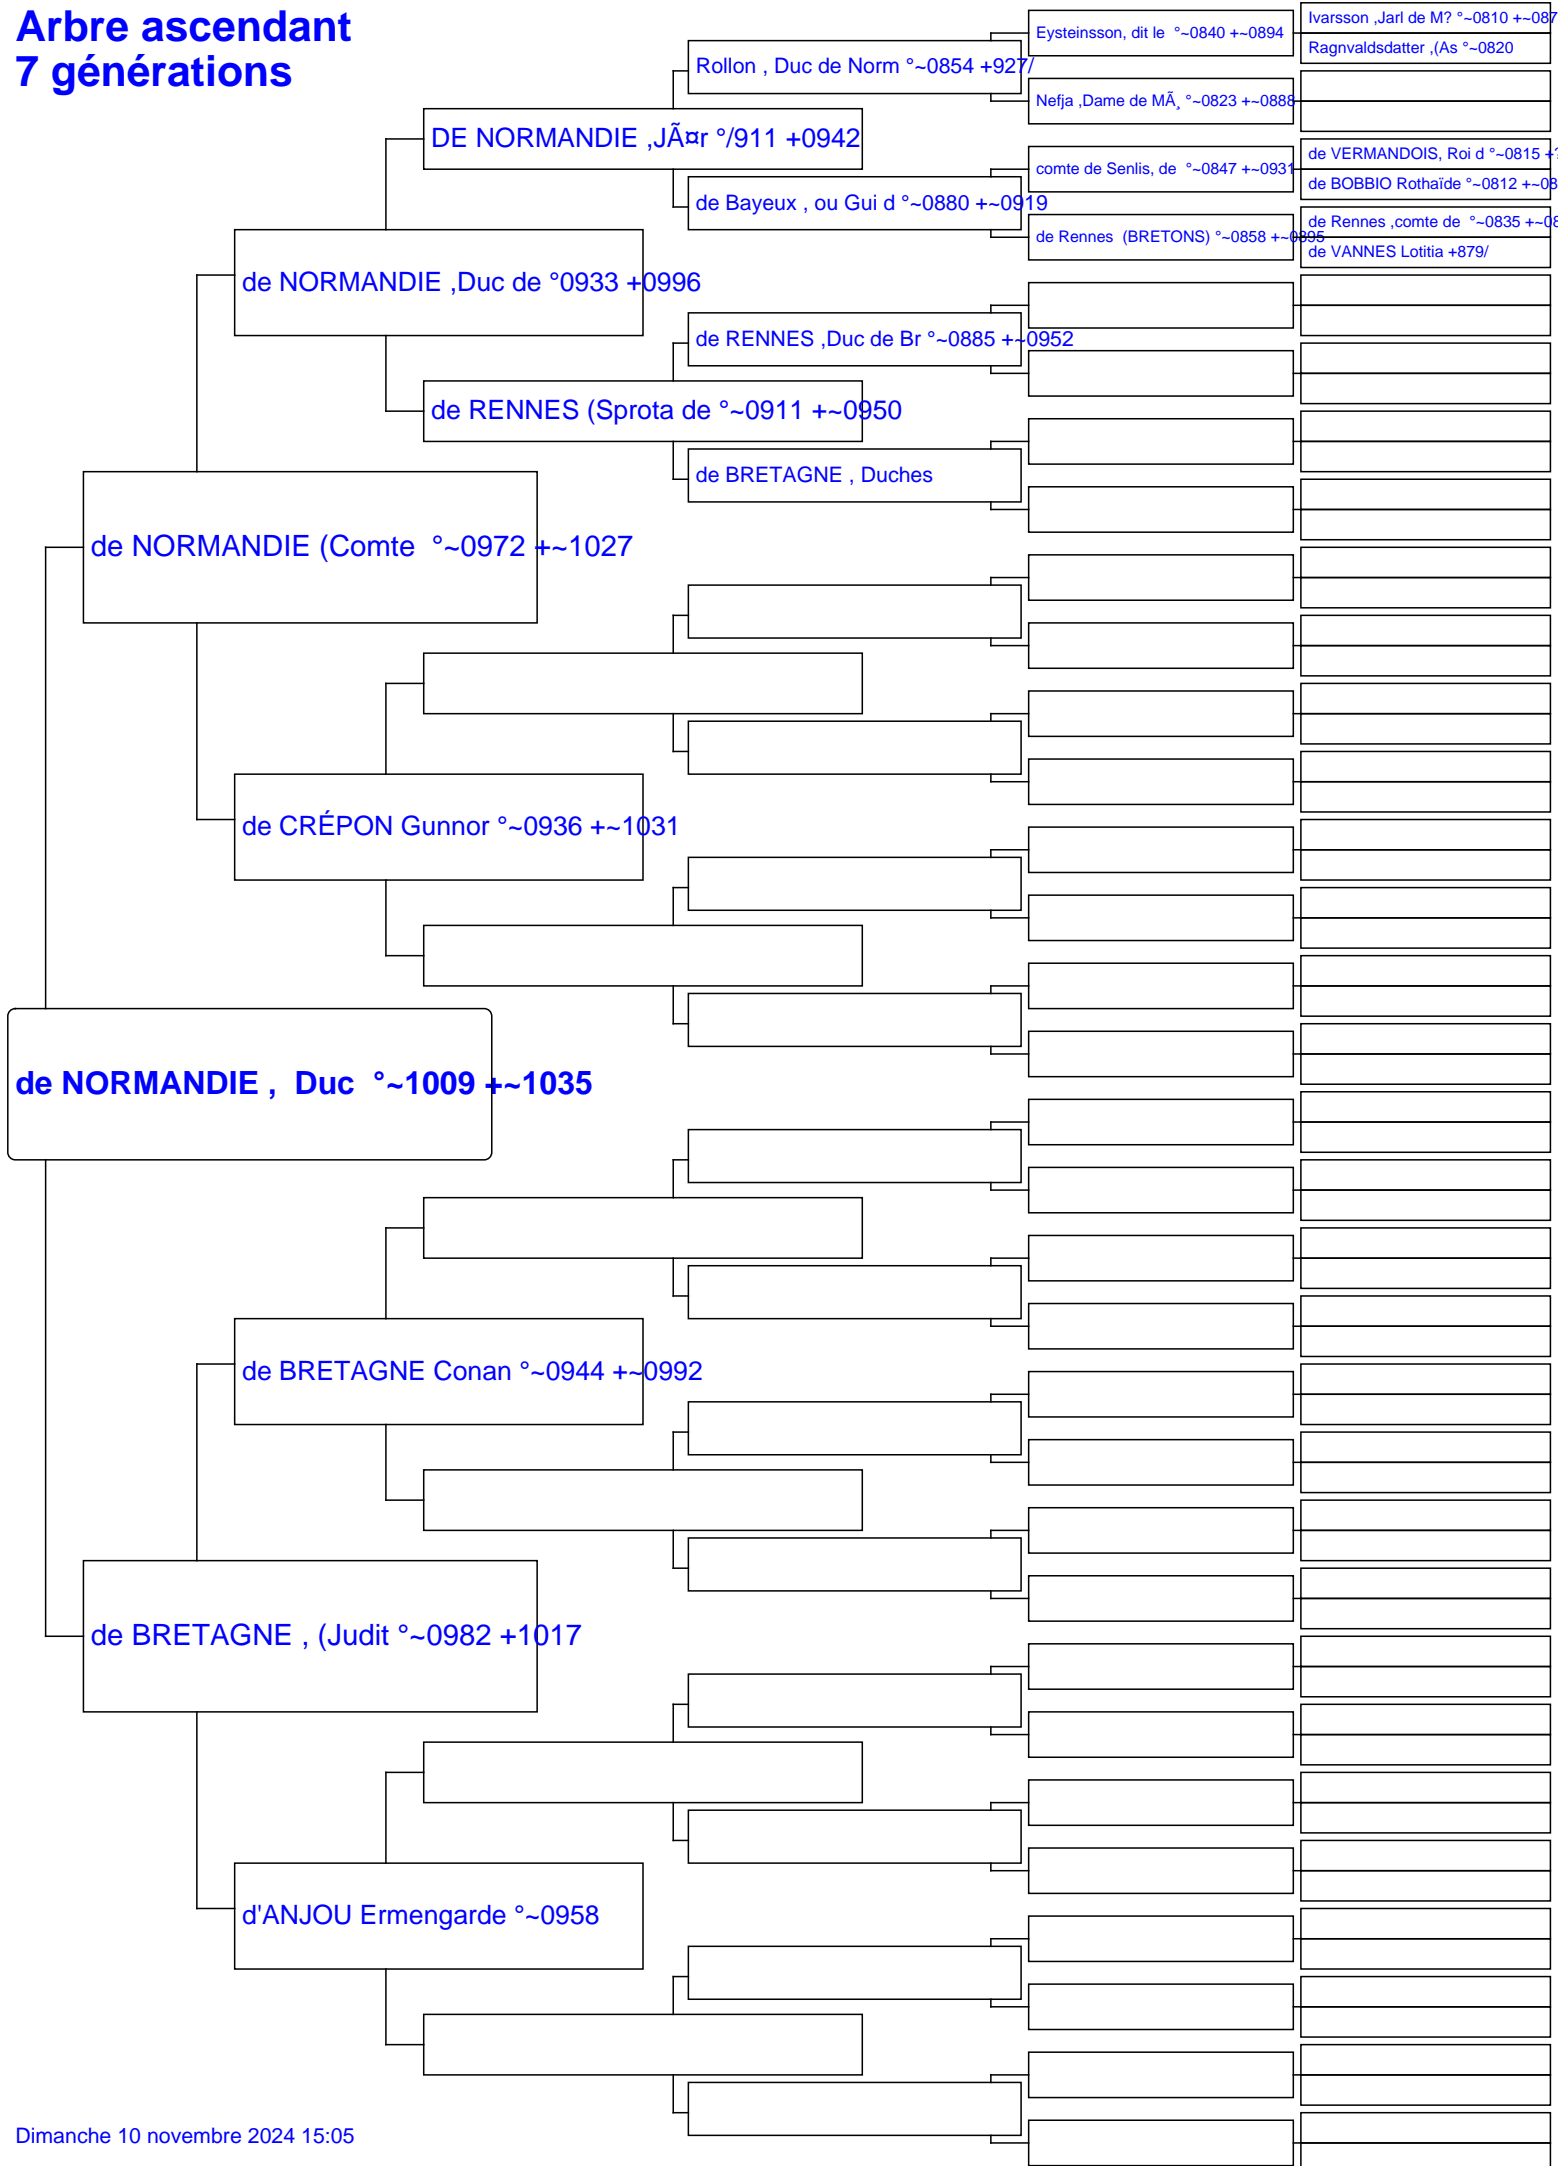 Arbre ascendant
7 générations
Ivarsson ,Jarl de M? °~0810 +~087
Eysteinsson, dit le  °~0840 +~0894
Ragnvaldsdatter ,(As °~0820
Rollon , Duc de Norm °~0854 +927/
Nefja ,Dame de MÃ¸ °~0823 +~0888
DE NORMANDIE ,JÃ¤r °/911 +0942
de VERMANDOIS, Roi d °~0815 +?
comte de Senlis, de  °~0847 +~0931
de BOBBIO Rothaïde °~0812 +~08
de Bayeux , ou Gui d °~0880 +~0919
de Rennes ,comte de  °~0835 +~08
de Rennes  (BRETONS) °~0858 +~0895
de VANNES Lotitia +879/
de NORMANDIE ,Duc de °0933 +0996
de RENNES ,Duc de Br °~0885 +~0952
de RENNES (Sprota de °~0911 +~0950
de BRETAGNE , Duches
de NORMANDIE (Comte  °~0972 +~1027
de CRÉPON Gunnor °~0936 +~1031
de NORMANDIE ,  Duc  °~1009 +~1035
de BRETAGNE Conan °~0944 +~0992
de BRETAGNE , (Judit °~0982 +1017
d'ANJOU Ermengarde °~0958
Dimanche 10 novembre 2024 15:05